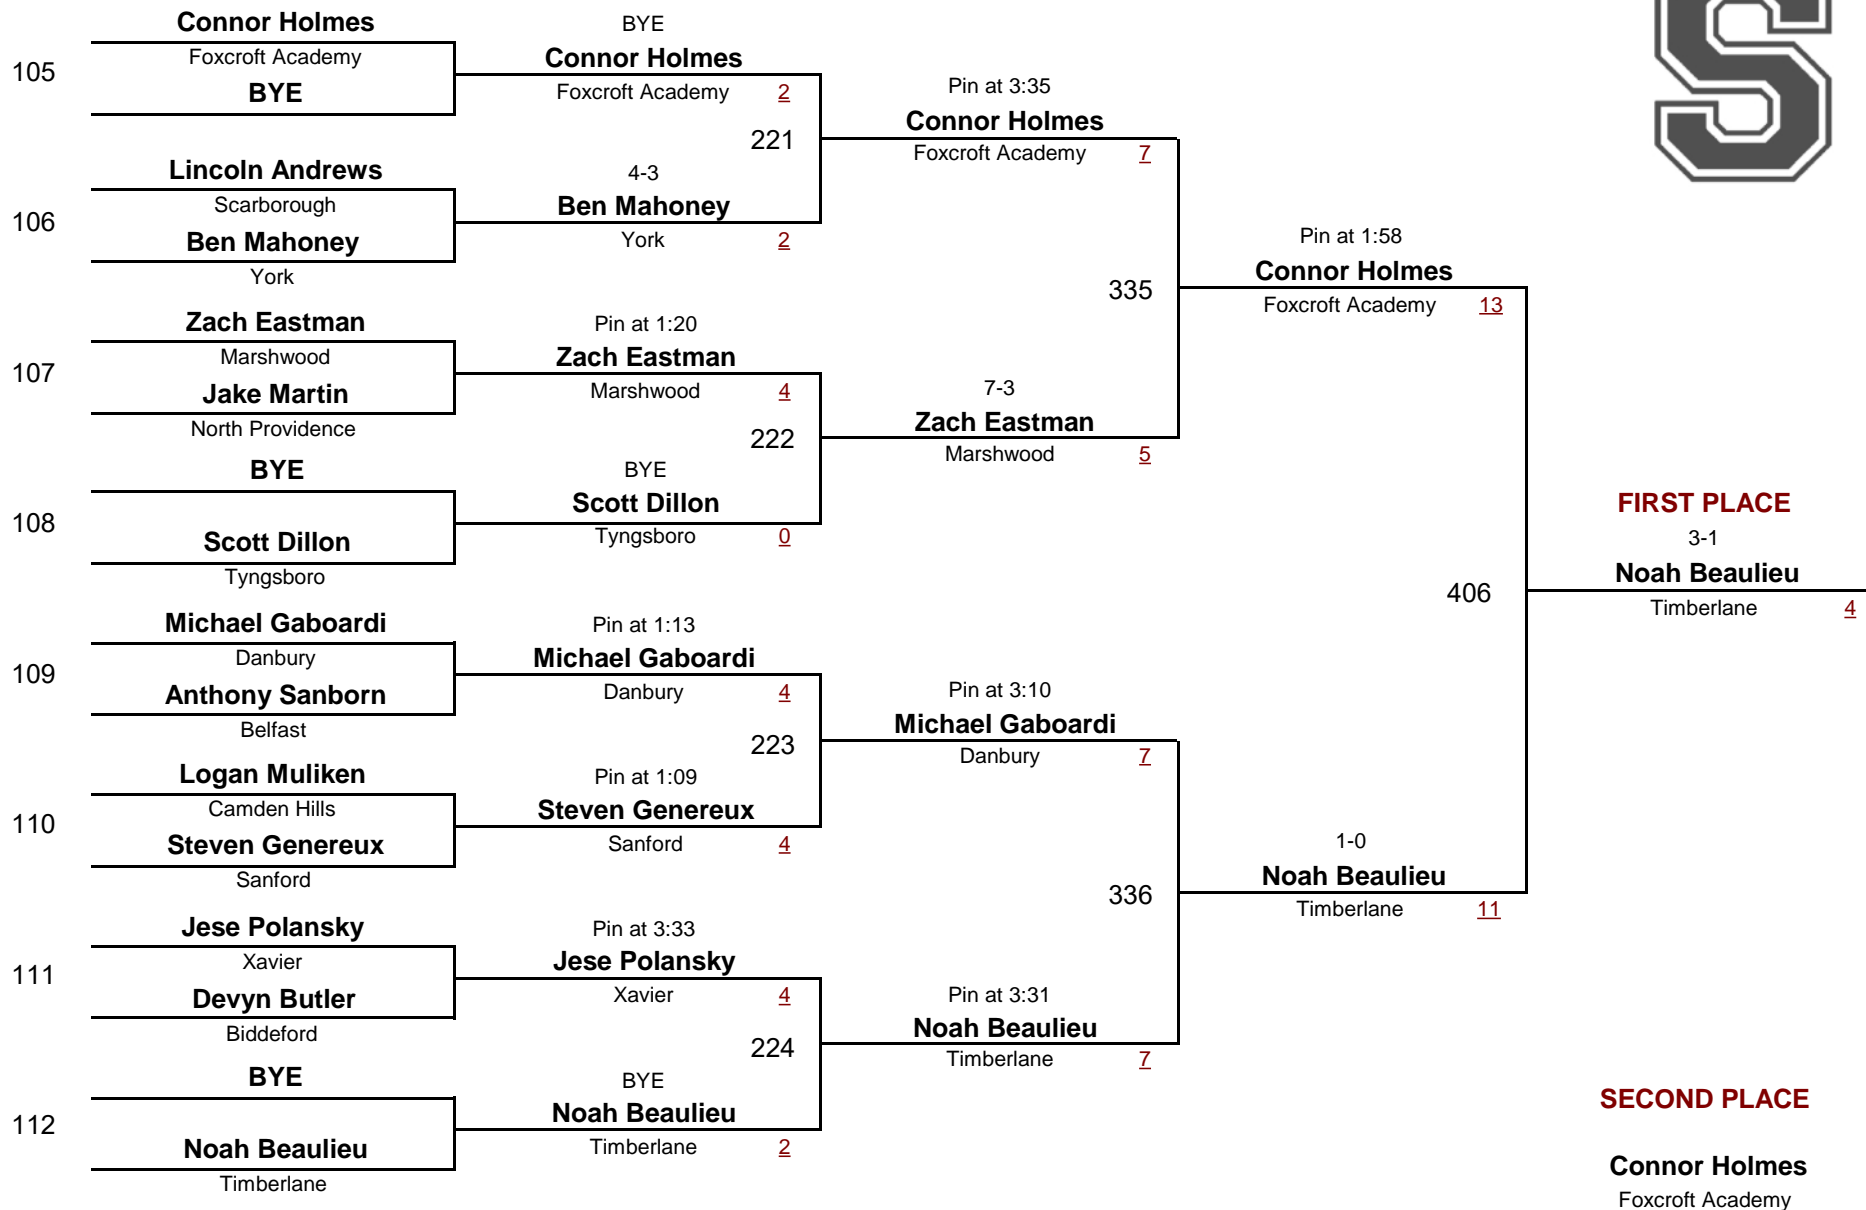 S
Connor Holmes
Foxcroft Academy
105
BYE
Lincoln Andrews
Scarborough
106
Ben Mahoney
York
Zach Eastman
Marshwood
107
Jake Martin
North Providence
BYE
108
Scott Dillon
Tyngsboro
Michael Gaboardi
Danbury
109
Anthony Sanborn
Belfast
Logan Muliken
Camden Hills
110
Steven Genereux
Sanford
Jese Polansky
Xavier
111
Devyn Butler
Biddeford
BYE
112
Noah Beaulieu
Timberlane
BYE
Connor Holmes
Foxcroft Academy 2
221
4-3
Ben Mahoney
York 2
Pin at 1:20
Zach Eastman
Marshwood 4
222
BYE
Scott Dillon
Tyngsboro 0
Pin at 1:13
Michael Gaboardi
Danbury 4
223
Pin at 1:09
Steven Genereux
Sanford 4
Pin at 3:33
Jese Polansky
Xavier 4
224
BYE
Noah Beaulieu
Timberlane 2
Pin at 3:35
Connor Holmes
Foxcroft Academy 7
335
7-3
Zach Eastman
Marshwood 5
Pin at 3:10
Michael Gaboardi
Danbury 7
336
Pin at 3:31
Noah Beaulieu
Timberlane 7
Pin at 1:58
Connor Holmes
Foxcroft Academy 13
406
1-0
Noah Beaulieu
Timberlane 11
FIRST PLACE
3-1
Noah Beaulieu
Timberlane 4
SECOND PLACE
Connor Holmes
Foxcroft Academy